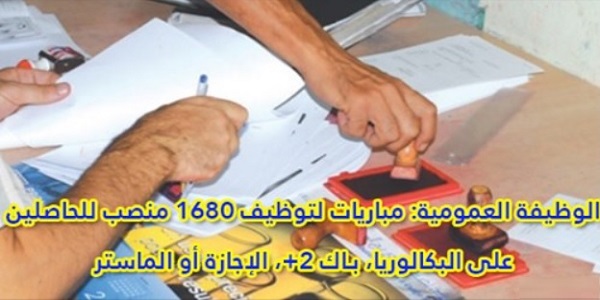 الوظيفة العمومية: مباريات لتوظيف 1680 منصب للحاصلين
على البكالوريا، باك 2+، الإجازة أو الماستر